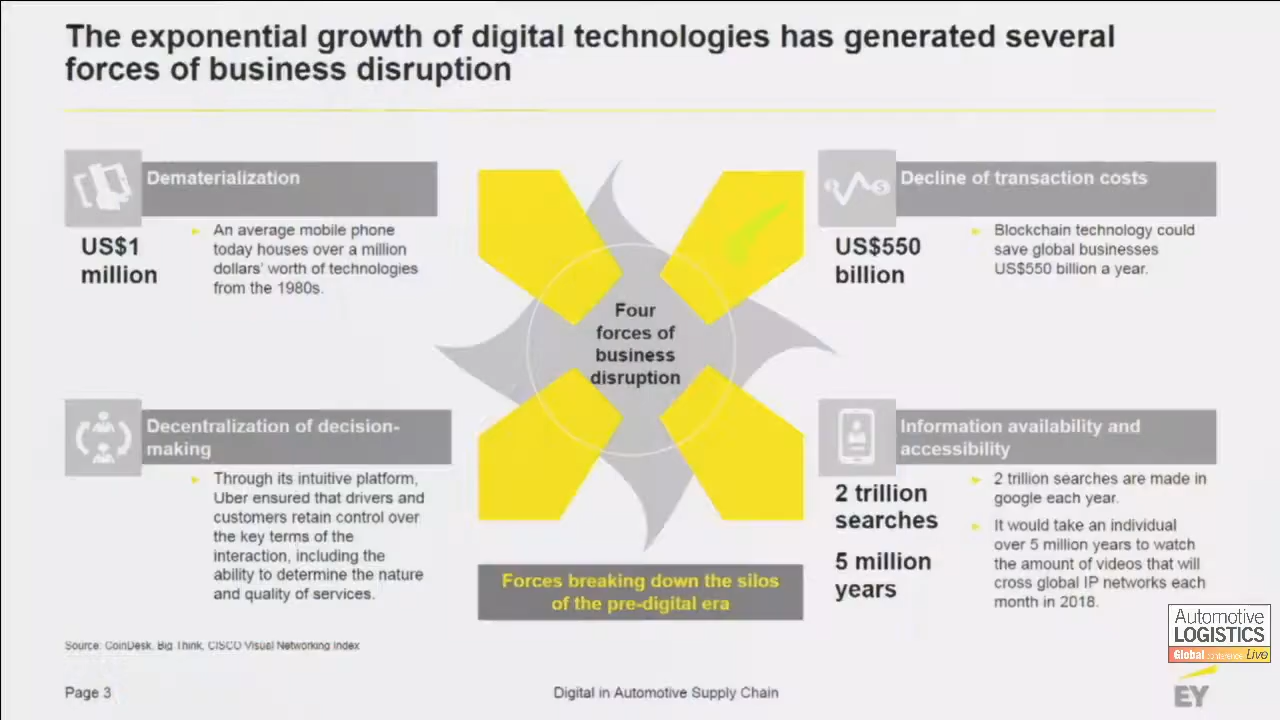 The exponential growth of digital technologies has generated several
forces of business disruption
Dematerialization
US$1
million
► An average mobile phone
today houses over a million
dollars' worth of technologies
from the 1980s.
Decline of transaction costs
US$550
billion
► Blockchain technology could
save global businesses
US$550 billion a year.
Four
forces of
business
disruption
Decentralization of decision-
making
► Through its intuitive platform,
Uber ensured that drivers and
customers retain control over
the key terms of the
interaction, including the
ability to determine the nature
and quality of services.
Information availability and
accessibility
2 trillion
searches
► 2 trillion searches are made in
google each year.
5 million
years
► It would take an individual
over 5 million years to watch
the amount of videos that will
cross global IP networks each
month in 2018.
Forces breaking down the silos
of the pre-digital era
Source: CoinDesk, Big Think, CISCO Visual Networking Index
Page 3
Digital in Automotive Supply Chain
Automotive
LOGISTICS
Global conference Live
EY